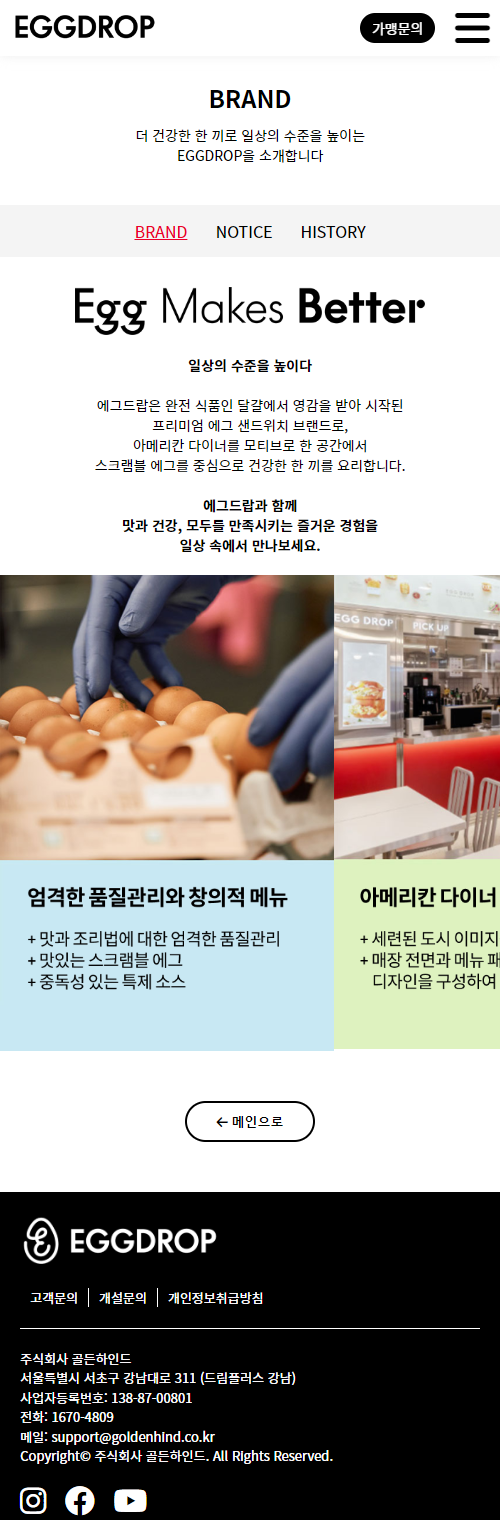 EGGDROP
가맹문의
BRAND
더 건강한 한 끼로 일상의 수준을 높이는
EGGDROP을 소개합니다
BRAND NOTICE HISTORY
Egg Makes Better
일상의 수준을 높이다
에그드랍은 완전 식품인 달걀에서 영감을 받아 시작된
프리미엄 에그 샌드위치 브랜드로,
아메리칸 다이너를 모티브로 한 공간에서
스크램블 에그를 중심으로 건강한 한 끼를 요리합니다.
에그드랍과 함께
맛과 건강, 모두를 만족시키는 즐거운 경험을
일상 속에서 만나보세요.
EGG DROP
PICK UP
엄격한 품질관리와 창의적 메뉴
+ 맛과 조리법에 대한 엄격한 품질관리
+ 맛있는 스크램블 에그
+ 중독성 있는 특제 소스
아메리칸 다이너
+ 세련된 도시 이미지
+ 매장 전면과 메뉴 패
디자인을 구성하여
← 메인으로
EGGDROP
고객문의 개설문의 개인정보취급방침
주식회사 골든하인드
서울특별시 서초구 강남대로 311 (드림플러스 강남)
사업자등록번호: 138-87-00801
전화: 1670-4809
메일: support@goldenhind.co.kr
Copyright© 주식회사 골든하인드. All Rights Reserved.